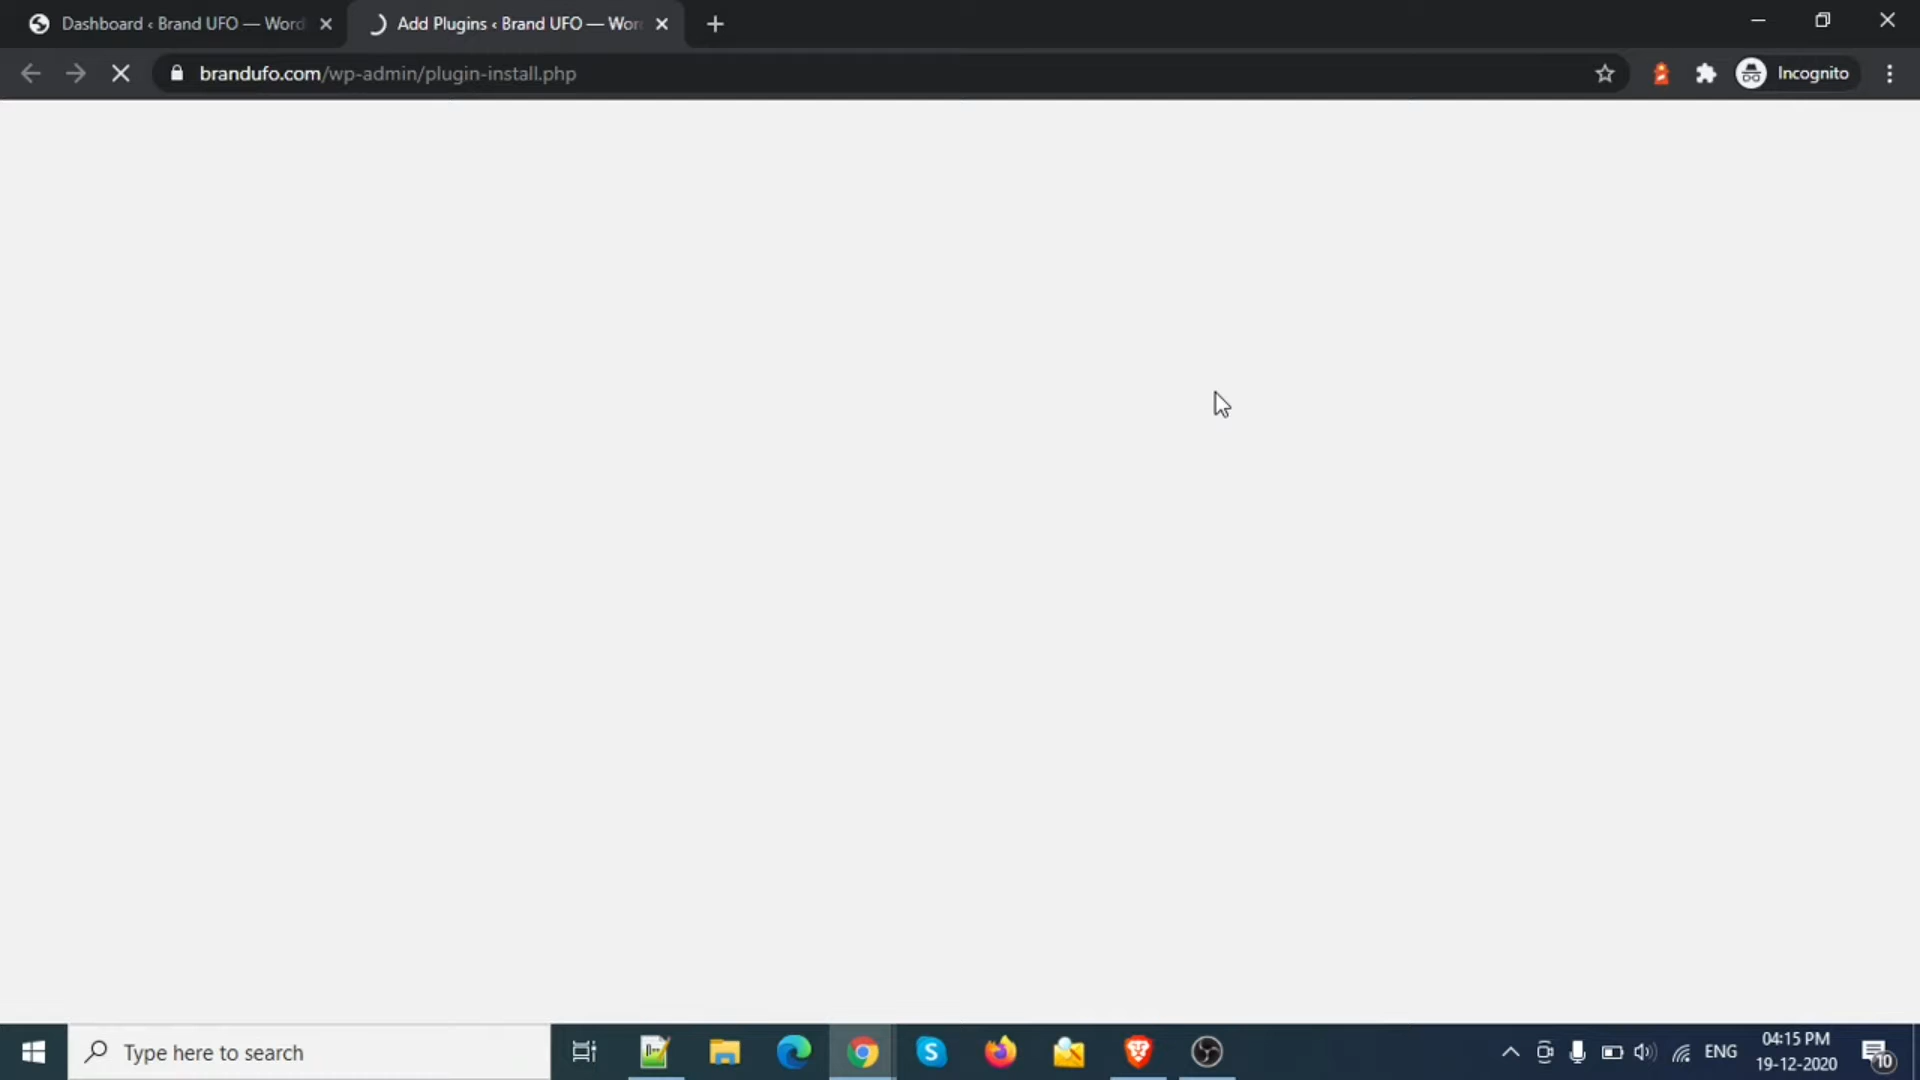 Dashboard ‹ Brand UFO — Word
Add Plugins ‹ Brand UFO — Wor
brandufo.com/wp-admin/plugin-install.php
Incognito
Type here to search
ENG
04:15 PM
19-12-2020
10